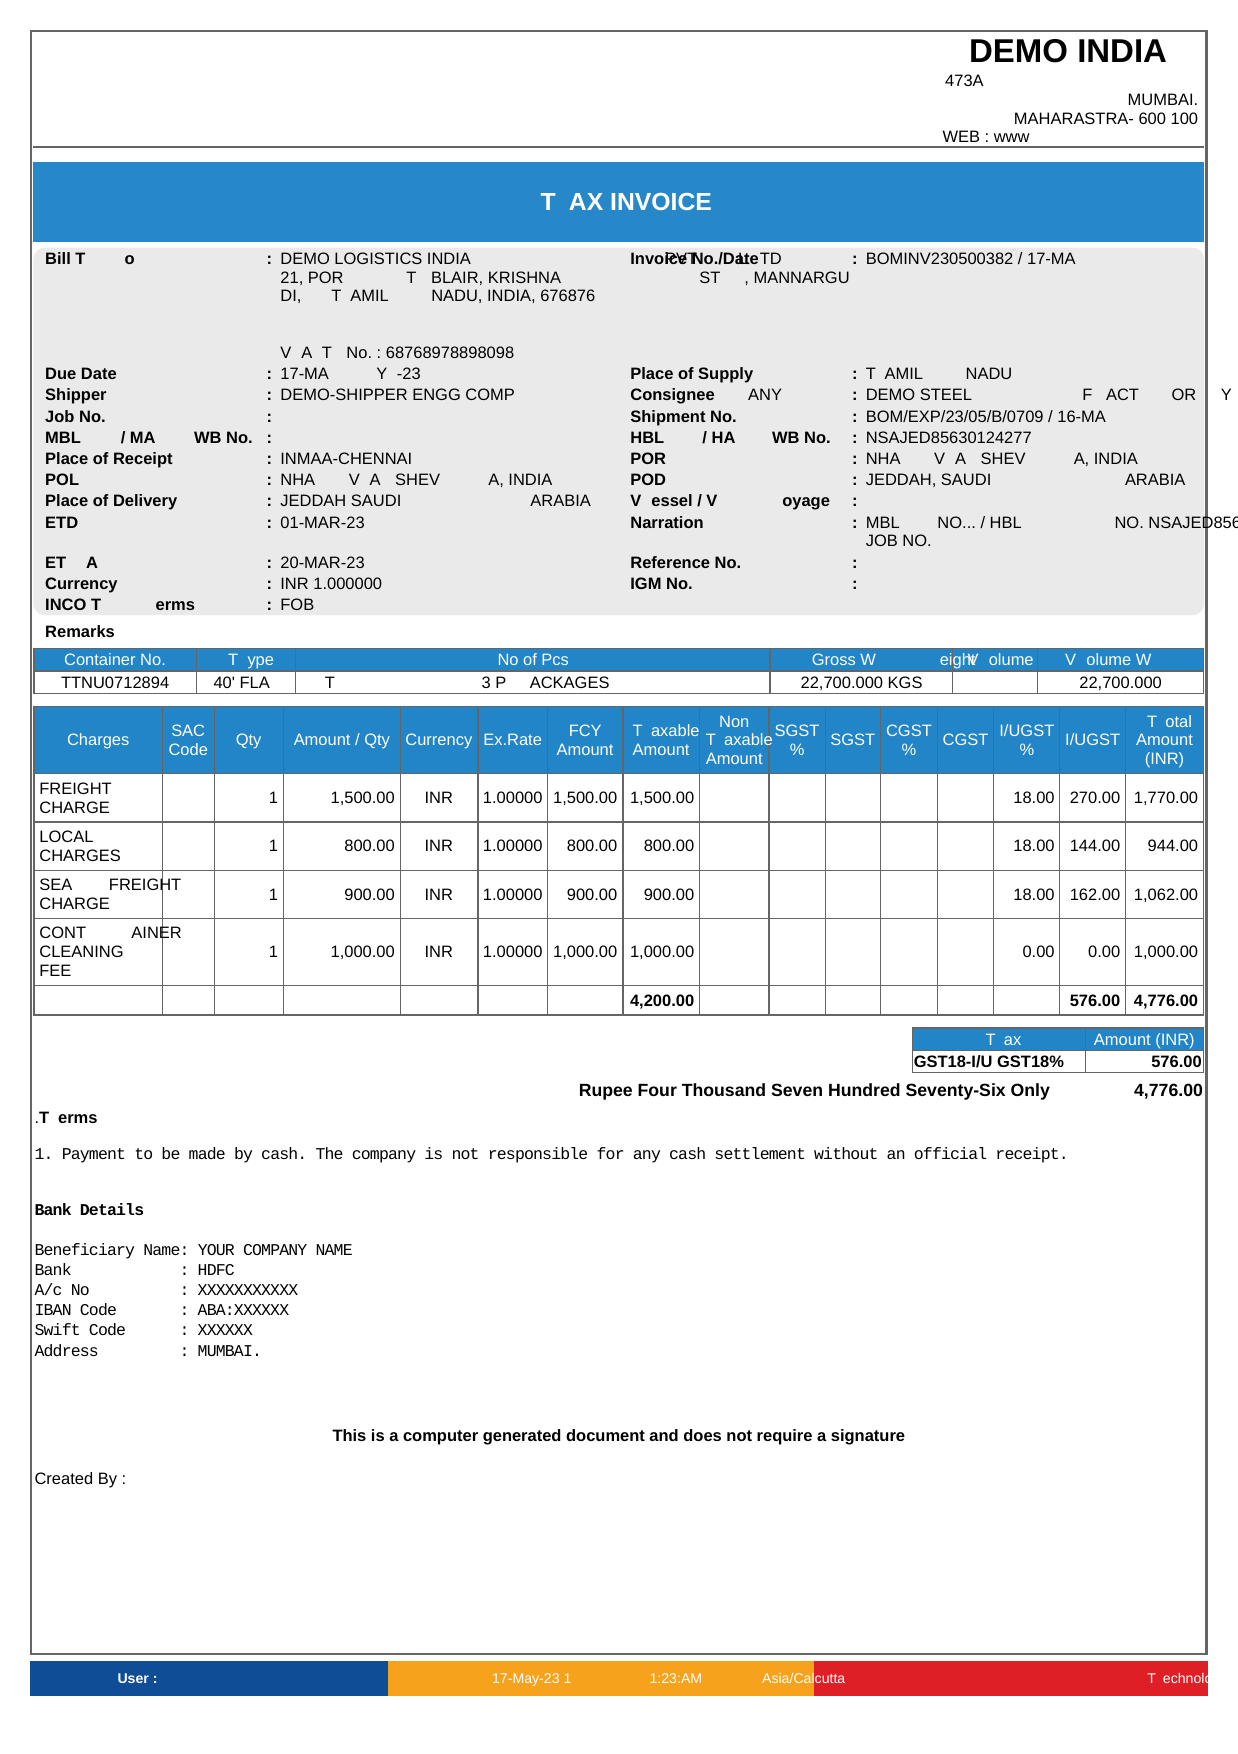 DEMO INDIA
473A
MUMBAI.
MAHARASTRA- 600 100
WEB : www
T AX INVOICE
Bill T o : DEMO LOGISTICS INDIA PVT. LTD Invoice No./Date : BOMINV230500382 / 17-MA
21, POR T BLAIR, KRISHNA ST , MANNARGU
DI, T AMIL NADU, INDIA, 676876
V A T No. : 68768978898098
Due Date : 17-MA Y -23 Place of Supply : T AMIL NADU
Shipper : DEMO-SHIPPER ENGG COMP ANY Consignee : DEMO STEEL F ACT OR Y
Job No. : Shipment No. : BOM/EXP/23/05/B/0709 / 16-MA
MBL / MA WB No. : HBL / HA WB No. : NSAJED85630124277
Place of Receipt : INMAA-CHENNAI POR : NHA V A SHEV A, INDIA
POL : NHA V A SHEV A, INDIA POD : JEDDAH, SAUDI ARABIA
Place of Delivery : JEDDAH SAUDI ARABIA V essel / V oyage :
ETD : 01-MAR-23 Narration : MBL NO... / HBL NO. NSAJED856
JOB NO.
ET A : 20-MAR-23 Reference No. :
Currency : INR 1.000000 IGM No. :
INCO T erms : FOB
Remarks
Container No. T ype No of Pcs Gross W eight V olume V olume W
TTNU0712894 40' FLA T 3 P ACKAGES 22,700.000 KGS 22,700.000
Charges SAC Code Qty Amount / Qty Currency Ex.Rate FCY Amount T axable Amount Non T axable Amount SGST % SGST CGST % CGST I/UGST % I/UGST T otal Amount (INR)
FREIGHT CHARGE 1 1,500.00 INR 1.00000 1,500.00 1,500.00 18.00 270.00 1,770.00
LOCAL CHARGES 1 800.00 INR 1.00000 800.00 800.00 18.00 144.00 944.00
SEA FREIGHT CHARGE 1 900.00 INR 1.00000 900.00 900.00 18.00 162.00 1,062.00
CONT AINER CLEANING FEE 1 1,000.00 INR 1.00000 1,000.00 1,000.00 0.00 0.00 1,000.00
4,200.00 576.00 4,776.00
T ax Amount (INR)
GST18-I/U GST18% 576.00
Rupee Four Thousand Seven Hundred Seventy-Six Only 4,776.00
.T erms
1. Payment to be made by cash. The company is not responsible for any cash settlement without an official receipt.
Bank Details
Beneficiary Name: YOUR COMPANY NAME
Bank : HDFC
A/c No : XXXXXXXXXXX
IBAN Code : ABA:XXXXXX
Swift Code : XXXXXX
Address : MUMBAI.
This is a computer generated document and does not require a signature
Created By :
User : 17-May-23 1 1:23:AM Asia/Calcutta T echnolo